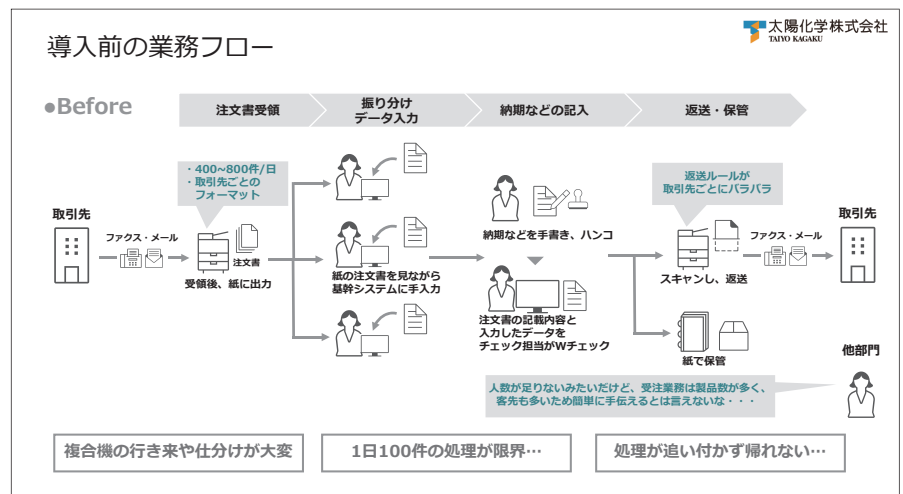 導入前の業務フロー
太陽化学株式会社
TAIYO KAGAKU
●Before
注文書受領
振り分け
データ入力
納期などの記入
返送・保管
・400~800件/日
・取引先ごとの
フォーマット
返送ルールが
取引先ごとにバラバラ
取引先
ファクス・メール
注文書
受領後、紙に出力
紙の注文書を見ながら
基幹システムに手入力
納期などを手書き、ハンコ
注文書の記載内容と
入力したデータを
チェック担当がWチェック
スキャンし、返送
ファクス・メール
取引先
紙で保管
他部門
人数が足りないみたいだけど、受注業務は製品数が多く、
客先も多いため簡単に手伝えるとは言えないな・・・
複合機の行き来や仕分けが大変
1日100件の処理が限界…
処理が追い付かず帰れない…